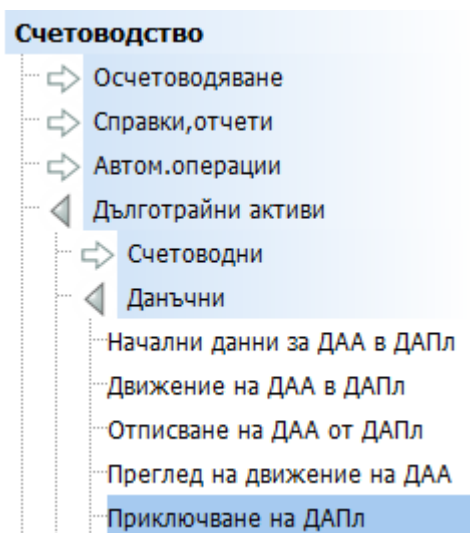 Счетоводство
Осчетоводяване
Справки,отчети
Автом.операции
Дълготрайни активи
Счетоводни
Данъчни
Начални данни за ДАА в ДАПл
Движение на ДАА в ДАПл
Отписване на ДАА от ДАПл
Преглед на движение на ДАА
Приключване на ДАПл